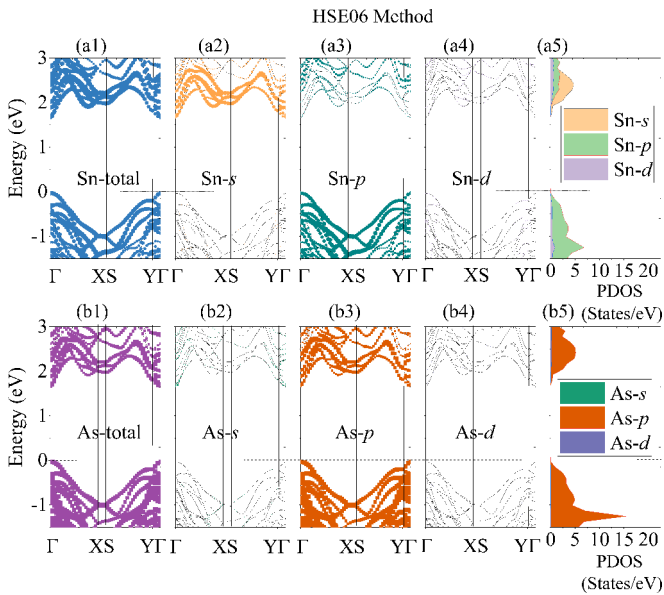 HSE06 Method
(a1) (a2) (a3) (a4) (a5)
3
2
1
0
-1
Energy (eV)
Sn-total Sn-s Sn-p Sn-d
Sn-s
Sn-p
Sn-d
Γ XS YΓ XS YΓ XS YΓ XS YΓ 0 5 10 15 20
PDOS
(States/eV)
(b1) (b2) (b3) (b4) (b5)
3
2
1
0
-1
Energy (eV)
As-total As-s As-p As-d
As-s
As-p
As-d
Γ XS YΓ XS YΓ XS YΓ XS YΓ 0 5 10 15 20
PDOS
(States/eV)